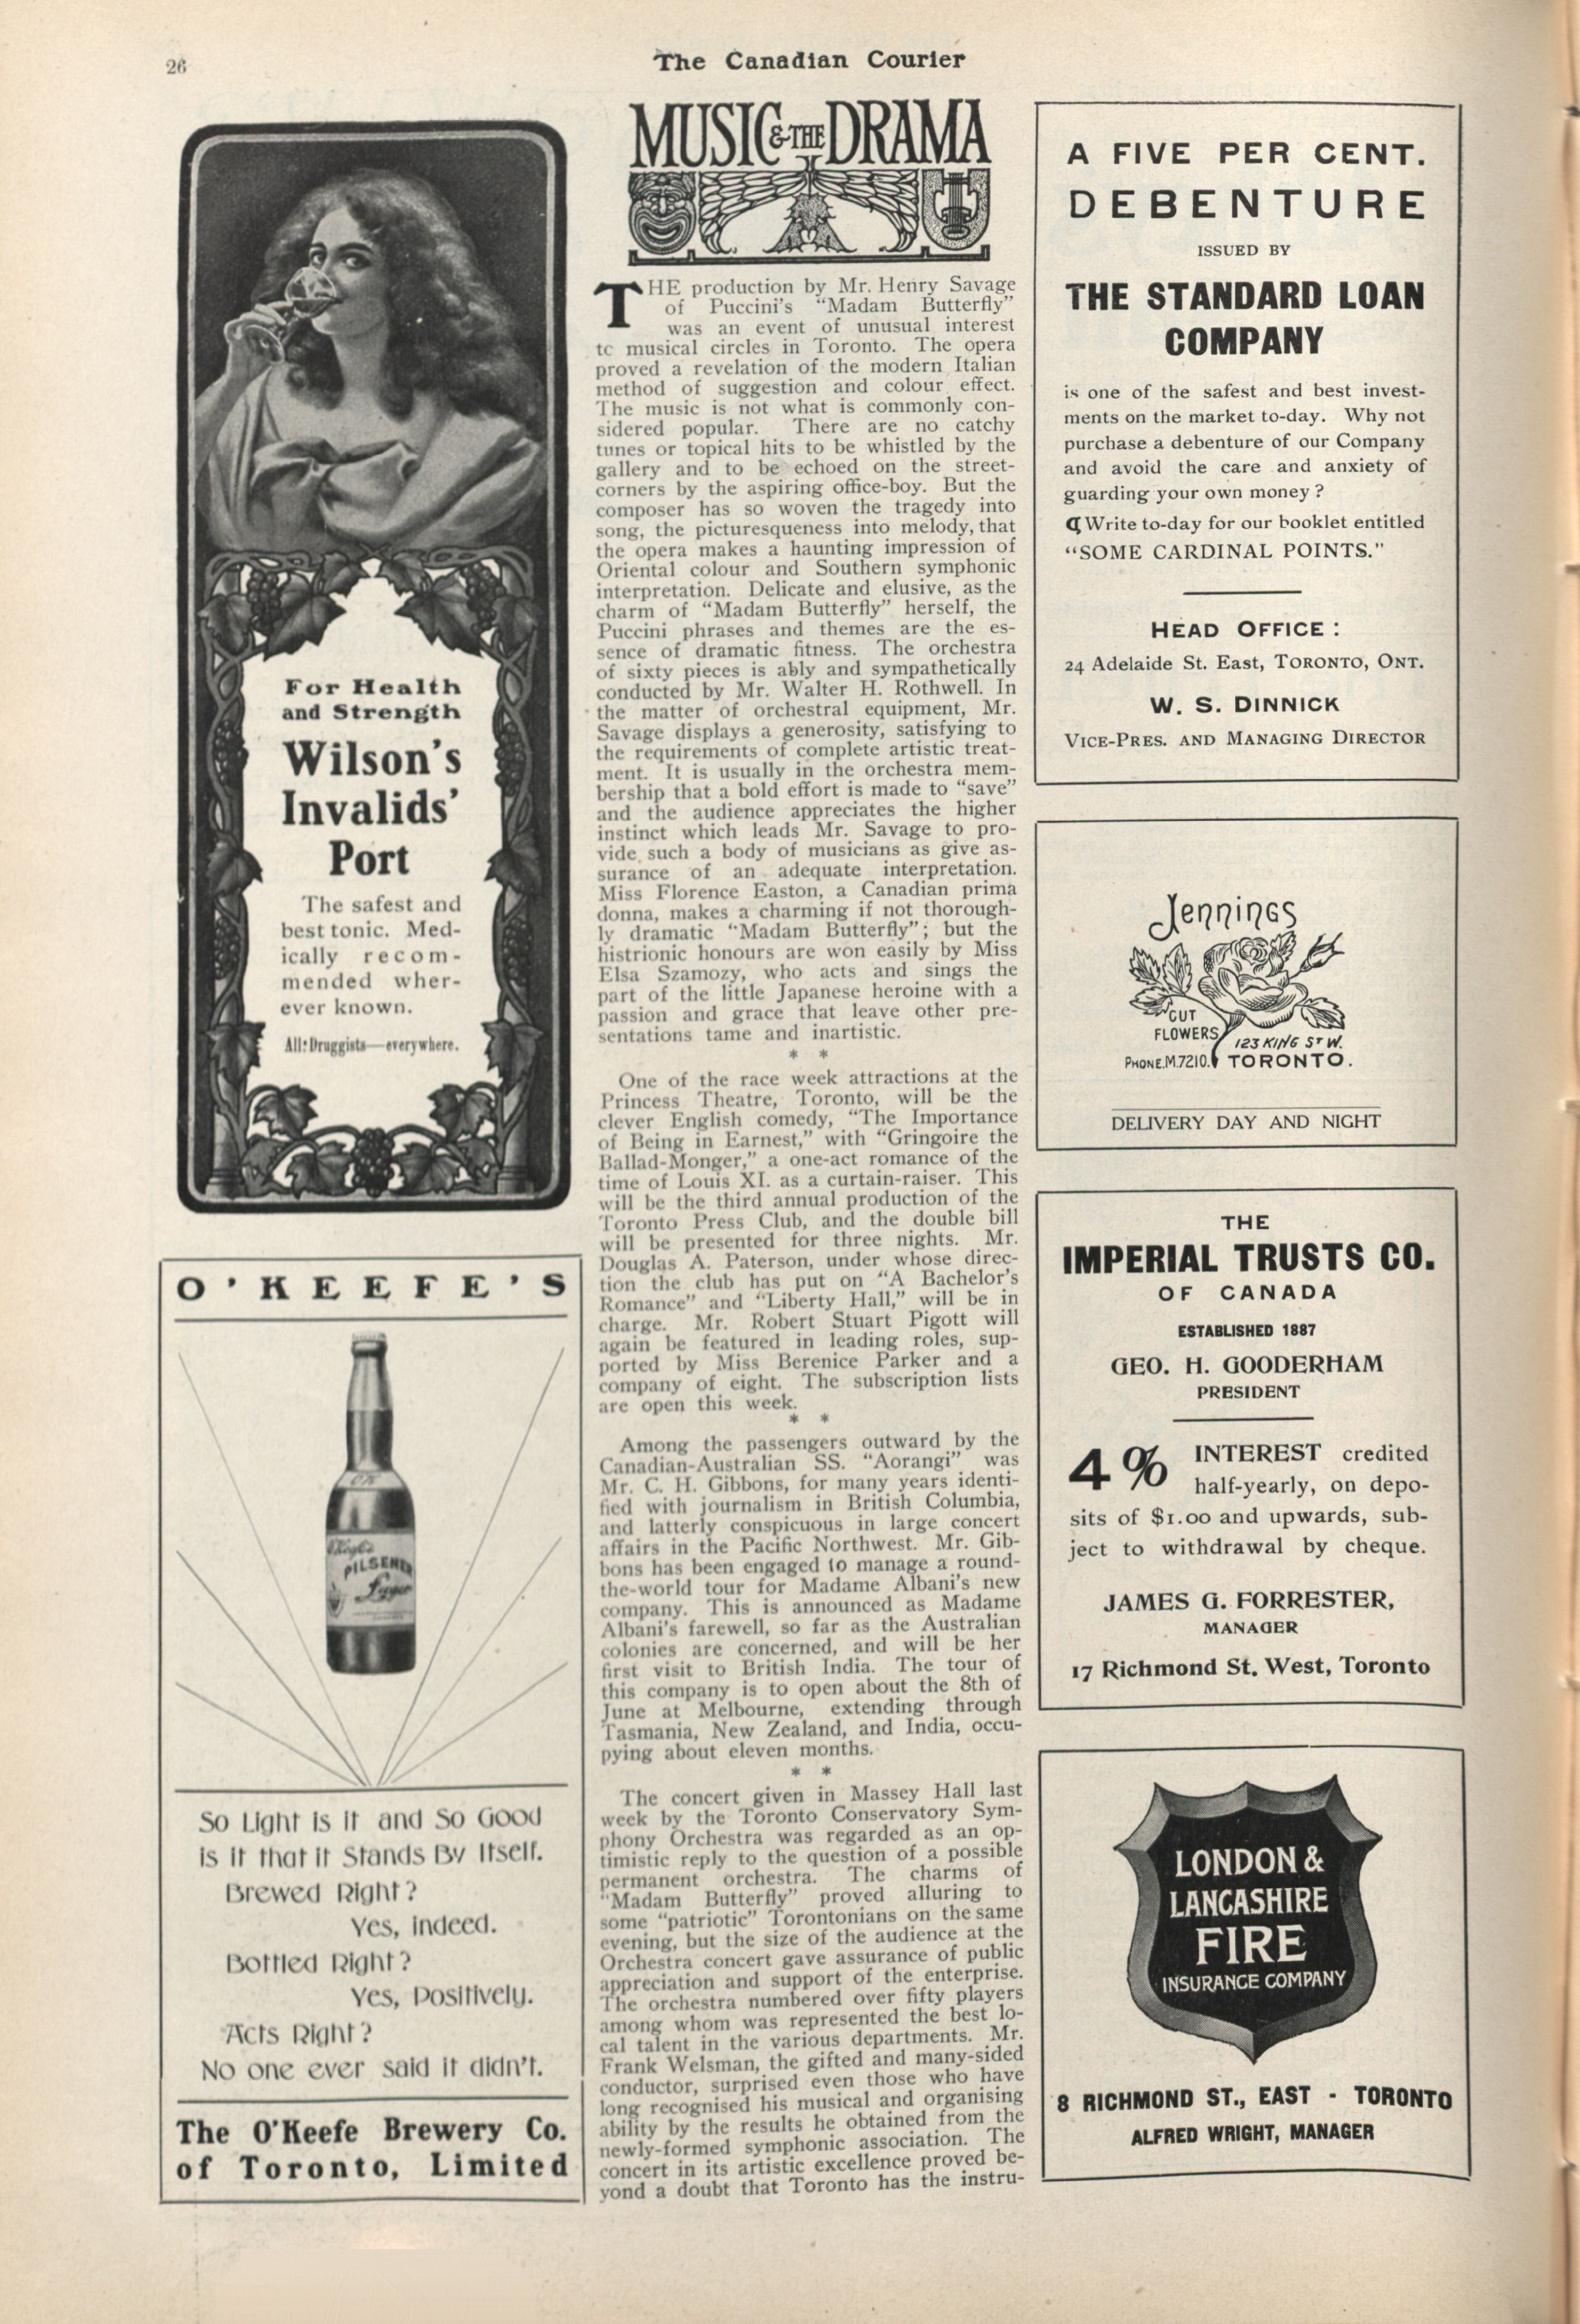 26
The Canadian Courier
For Health
and Strength
Wilson's
Invalids'
Port
The safest and
best tonic. Med-
ically recom-
mended wher-
ever known.
All Druggists—everywhere.
O'KEEFE'S
O'Keefe's
PILSENER
Lager
So Light is it and So Good
is it that it Stands By Itself.
Brewed Right?
Yes, indeed.
Bottled Right?
Yes, Positively.
Acts Right?
No one ever said it didn't.
The O'Keefe Brewery Co.
of Toronto, Limited
MUSIC & THE DRAMA
THE production by Mr. Henry Savage
of Puccini's "Madam Butterfly"
was an event of unusual interest
to musical circles in Toronto. The opera
proved a revelation of the modern Italian
method of suggestion and colour effect.
The music is not what is commonly con-
sidered popular. There are no catchy
tunes or topical hits to be whistled by the
gallery and to be echoed on the street-
corners by the aspiring office-boy. But the
composer has so woven the tragedy into
song, the picturesqueness into melody, that
the opera makes a haunting impression of
Oriental colour and Southern symphonic
interpretation. Delicate and elusive, as the
charm of "Madam Butterfly" herself, the
Puccini phrases and themes are the es-
sence of dramatic fitness. The orchestra
of sixty pieces is ably and sympathetically
conducted by Mr. Walter H. Rothwell. In
the matter of orchestral equipment, Mr.
Savage displays a generosity, satisfying to
the requirements of complete artistic treat-
ment. It is usually in the orchestra mem-
bership that a bold effort is made to "save"
and the audience appreciates the higher
instinct which leads Mr. Savage to pro-
vide such a body of musicians as give as-
surance of an adequate interpretation.
Miss Florence Easton, a Canadian prima
donna, makes a charming if not thorough-
ly dramatic "Madam Butterfly"; but the
histrionic honours are won easily by Miss
Elsa Szamozy, who acts and sings the
part of the little Japanese heroine with a
passion and grace that leave other pre-
sentations tame and inartistic.
* *
One of the race week attractions at the
Princess Theatre, Toronto, will be the
clever English comedy, "The Importance
of Being in Earnest," with "Gringoire the
Ballad-Monger," a one-act romance of the
time of Louis XI. as a curtain-raiser. This
will be the third annual production of the
Toronto Press Club, and the double bill
will be presented for three nights. Mr.
Douglas A. Paterson, under whose direc-
tion the club has put on "A Bachelor's
Romance" and "Liberty Hall," will be in
charge. Mr. Robert Stuart Pigott will
again be featured in leading roles, sup-
ported by Miss Berenice Parker and a
company of eight. The subscription lists
are open this week.
* *
Among the passengers outward by the
Canadian-Australian SS. "Aorangi" was
Mr. C. H. Gibbons, for many years identi-
fied with journalism in British Columbia,
and latterly conspicuous in large concert
affairs in the Pacific Northwest. Mr. Gib-
bons has been engaged to manage a round-
the-world tour for Madame Albani's new
company. This is announced as Madame
Albani's farewell, so far as the Australian
colonies are concerned, and will be her
first visit to British India. The tour of
this company is to open about the 8th of
June at Melbourne, extending through
Tasmania, New Zealand, and India, occu-
pying about eleven months.
* *
The concert given in Massey Hall last
week by the Toronto Conservatory Sym-
phony Orchestra was regarded as an op-
timistic reply to the question of a possible
permanent orchestra. The charms of
"Madam Butterfly" proved alluring to
some "patriotic" Torontonians on the same
evening, but the size of the audience at the
Orchestra concert gave assurance of public
appreciation and support of the enterprise.
The orchestra numbered over fifty players
among whom was represented the best lo-
cal talent in the various departments. Mr.
Frank Welsman, the gifted and many-sided
conductor, surprised even those who have
long recognised his musical and organising
ability by the results he obtained from the
newly-formed symphonic association. The
concert in its artistic excellence proved be-
yond a doubt that Toronto has the instru-
A FIVE PER CENT.
DEBENTURE
ISSUED BY
THE STANDARD LOAN
COMPANY
is one of the safest and best invest-
ments on the market to-day. Why not
purchase a debenture of our Company
and avoid the care and anxiety of
guarding your own money?
¶ Write to-day for our booklet entitled
"SOME CARDINAL POINTS."
HEAD OFFICE:
24 Adelaide St. East, TORONTO, ONT.
W. S. DINNICK
VICE-PRES. AND MANAGING DIRECTOR
Jennings
CUT
FLOWERS
123 KING ST W.
PHONE.M.7210. TORONTO.
DELIVERY DAY AND NIGHT
THE
IMPERIAL TRUSTS CO.
OF CANADA
ESTABLISHED 1887
GEO. H. GOODERHAM
PRESIDENT
4% INTEREST credited
half-yearly, on depo-
sits of $1.00 and upwards, sub-
ject to withdrawal by cheque.
JAMES G. FORRESTER,
MANAGER
17 Richmond St. West, Toronto
LONDON &
LANCASHIRE
FIRE
INSURANCE COMPANY
8 RICHMOND ST., EAST - TORONTO
ALFRED WRIGHT, MANAGER